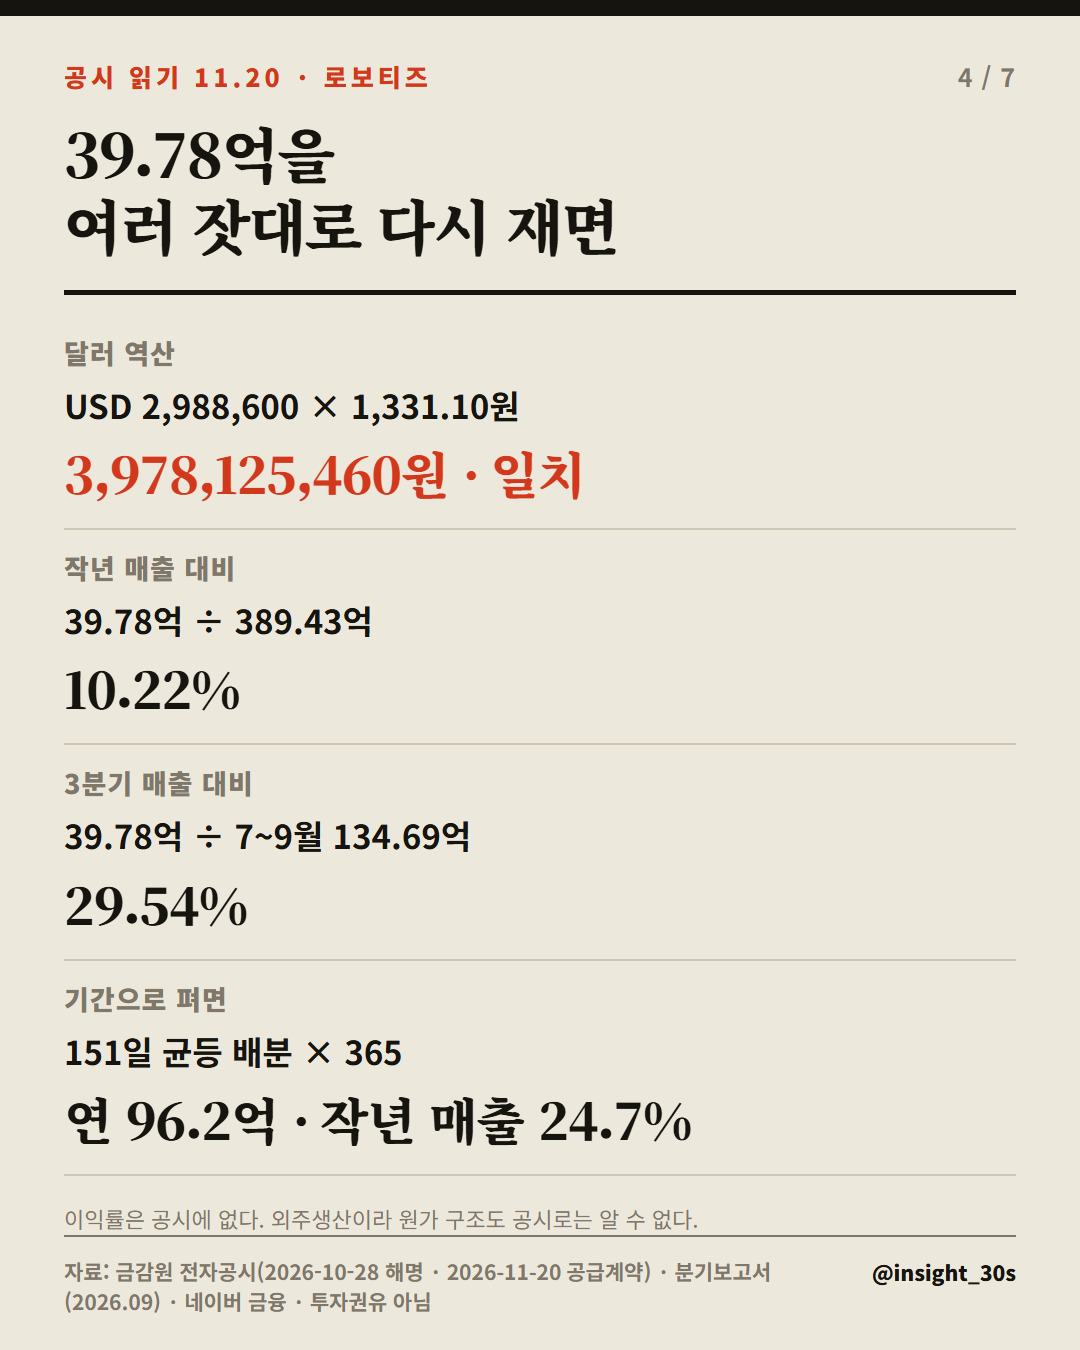 공시 읽기 11.20 · 로보티즈
4 / 7
39.78억을
여러 잣대로 다시 재면
달러 역산
USD 2,988,600 × 1,331.10원
3,978,125,460원 · 일치
작년 매출 대비
39.78억 ÷ 389.43억
10.22%
3분기 매출 대비
39.78억 ÷ 7~9월 134.69억
29.54%
기간으로 펴면
151일 균등 배분 × 365
연 96.2억 · 작년 매출 24.7%
이익률은 공시에 없다. 외주생산이라 원가 구조도 공시로는 알 수 없다.
자료: 금감원 전자공시(2026-10-28 해명 · 2026-11-20 공급계약) · 분기보고서
(2026.09) · 네이버 금융 · 투자권유 아님
@insight_30s